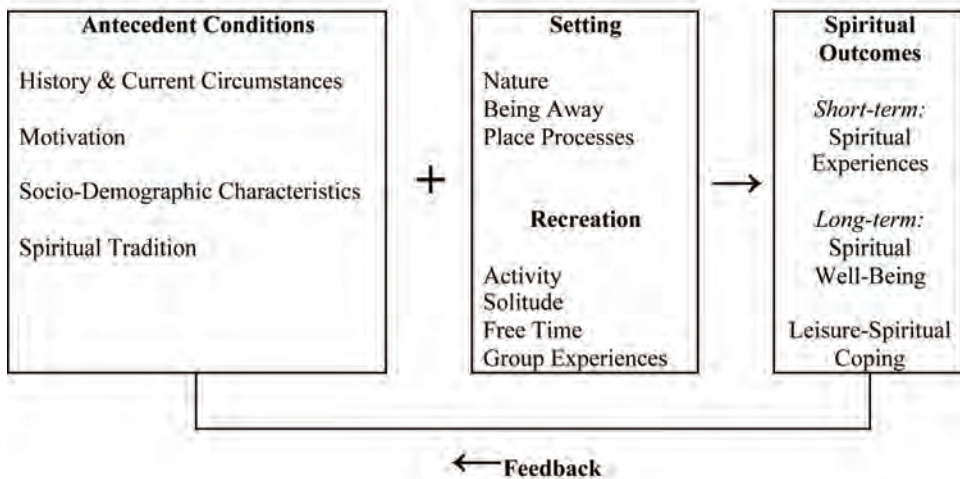 Antecedent Conditions
History & Current Circumstances
Motivation
Socio-Demographic Characteristics
Spiritual Tradition
+
Setting
Nature
Being Away
Place Processes
Recreation
Activity
Solitude
Free Time
Group Experiences
→
Spiritual
Outcomes
Short-term:
Spiritual
Experiences
Long-term:
Spiritual
Well-Being
Leisure-Spiritual
Coping
← Feedback